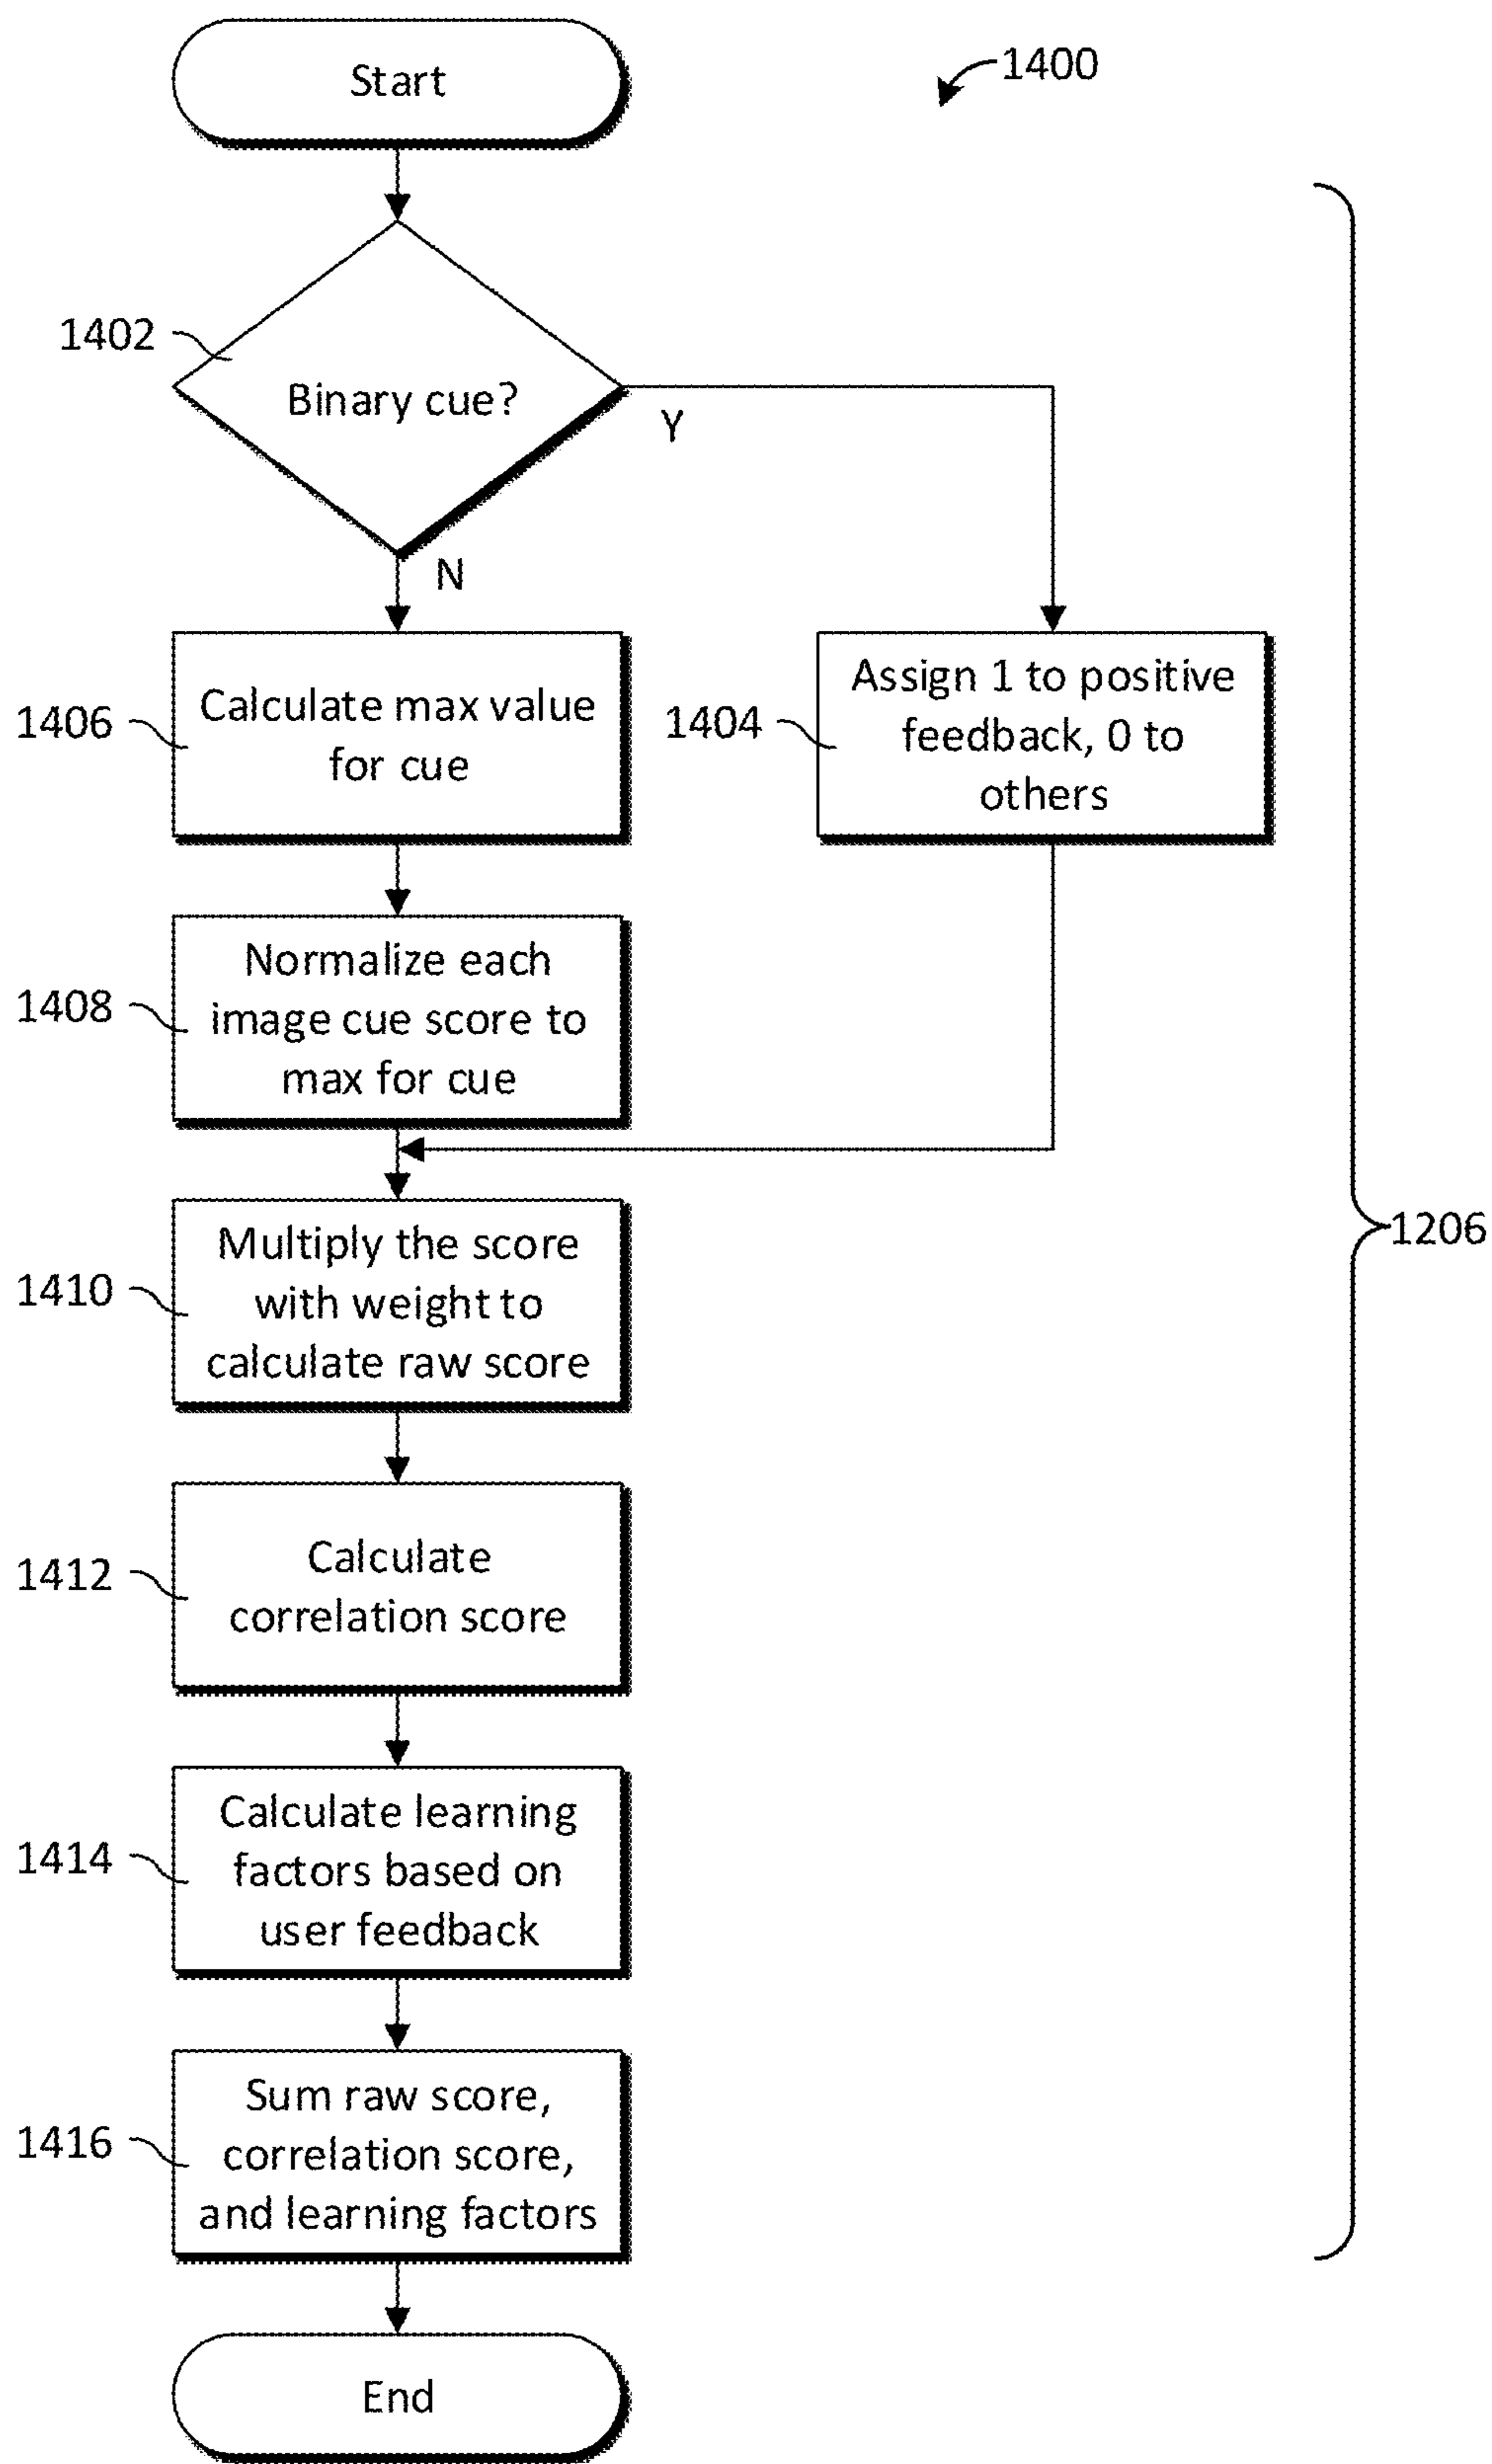 Start
1400
1402
Binary cue?
Y
N
1406
Calculate max value
for cue
1404
Assign 1 to positive
feedback, 0 to
others
1408
Normalize each
image cue score to
max for cue
1410
Multiply the score
with weight to
calculate raw score
1206
1412
Calculate
correlation score
1414
Calculate learning
factors based on
user feedback
1416
Sum raw score,
correlation score,
and learning factors
End